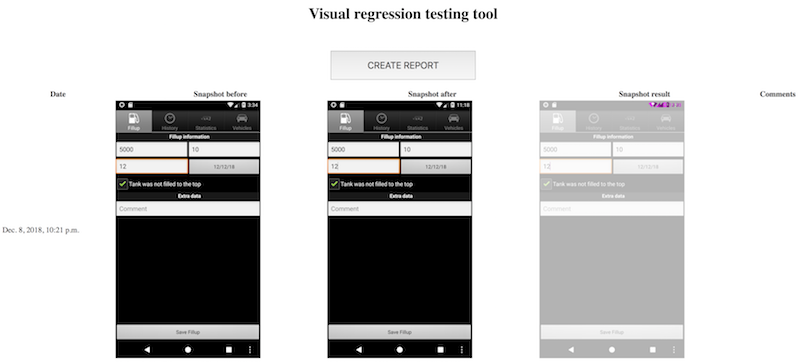 Visual regression testing tool
CREATE REPORT
Date Snapshot before Snapshot after Snapshot result Comments
3:34 11:18
Fillup History Statistics Vehicles Fillup History Statistics Vehicles Fillup History Statistics Vehicles
Fillup information Fillup information Fillup information
5000 10 5000 10 5000 10
12 12/12/18 12 12/12/18 12 12/12/18
Tank was not filled to the top Tank was not filled to the top Tank was not filled to the top
Extra data Extra data Extra data
Comment Comment Comment
Dec. 8, 2018, 10:21 p.m.
Save Fillup Save Fillup Save Fillup